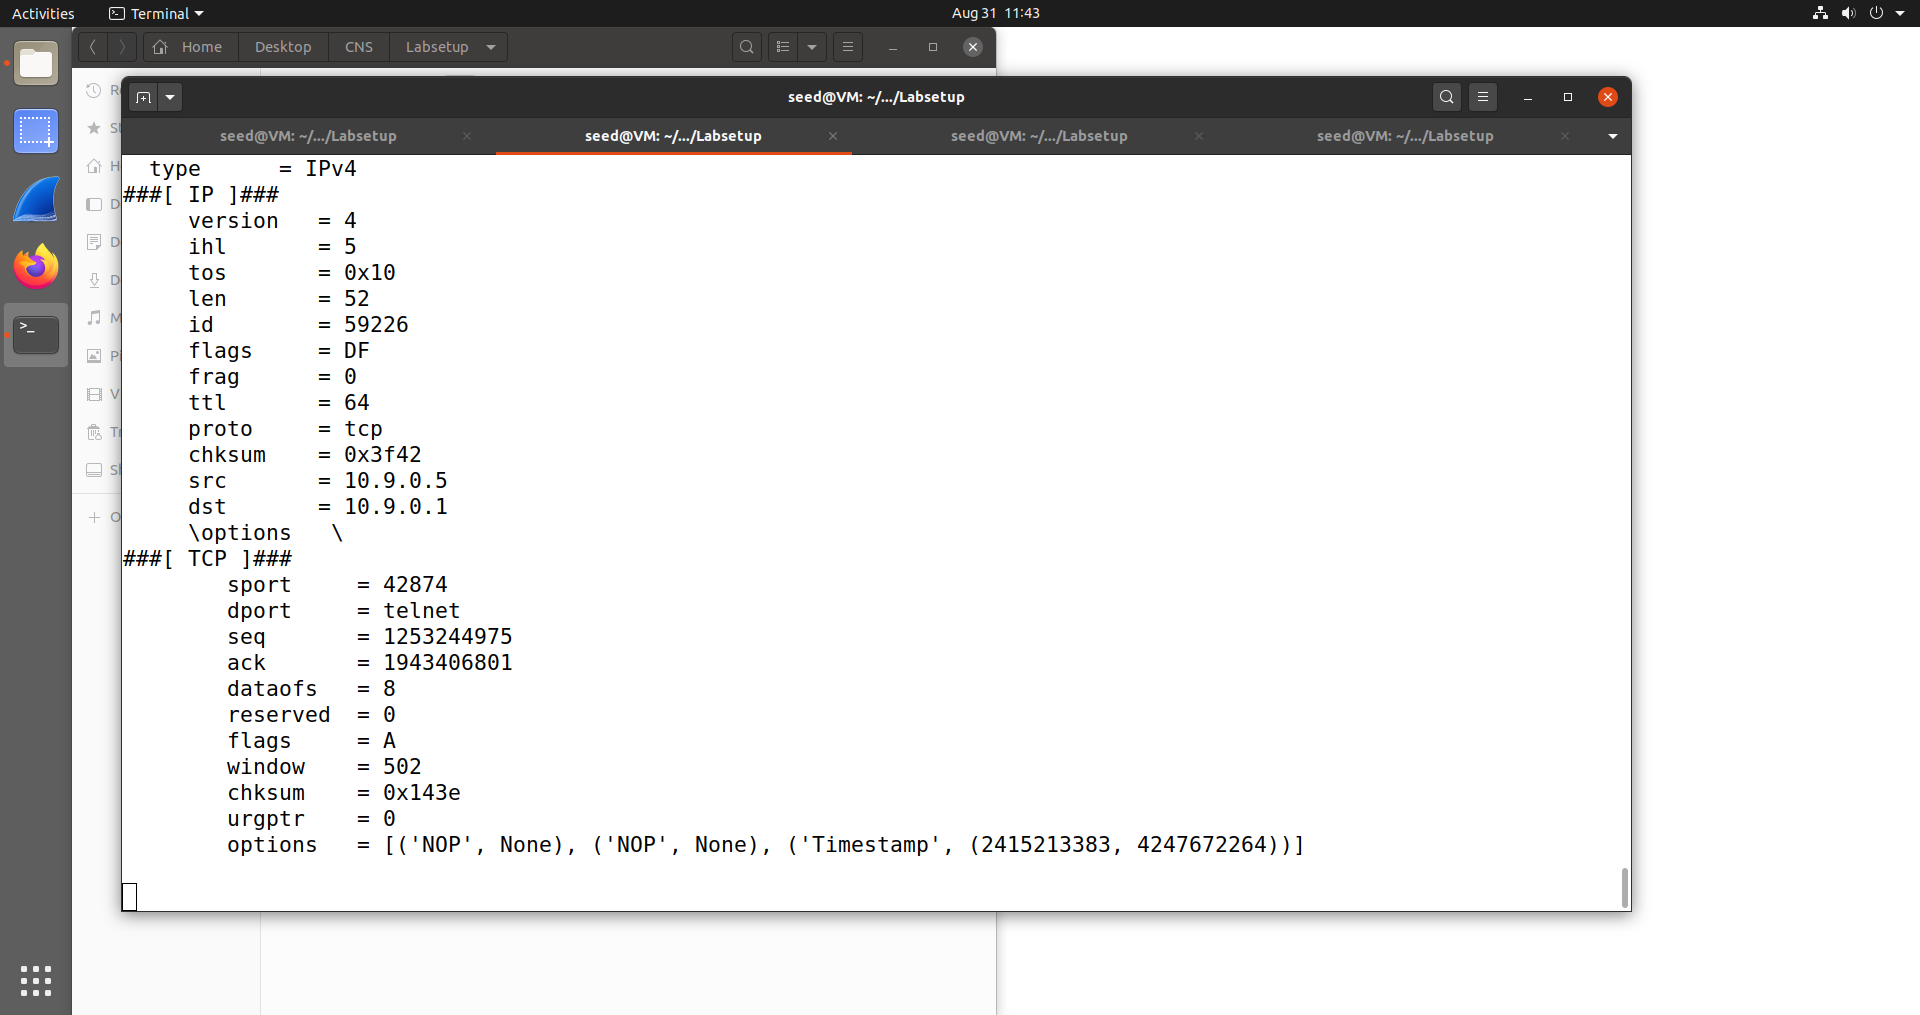 Activities
Terminal
Aug 31 11:43
Home
Desktop
CNS
Labsetup
seed@VM: ~/.../Labsetup
seed@VM: ~/.../Labsetup
seed@VM: ~/.../Labsetup
seed@VM: ~/.../Labsetup
seed@VM: ~/.../Labsetup
  type      = IPv4
###[ IP ]###
     version   = 4
     ihl       = 5
     tos       = 0x10
     len       = 52
     id        = 59226
     flags     = DF
     frag      = 0
     ttl       = 64
     proto     = tcp
     chksum    = 0x3f42
     src       = 10.9.0.5
     dst       = 10.9.0.1
     \options   \
###[ TCP ]###
        sport     = 42874
        dport     = telnet
        seq       = 1253244975
        ack       = 1943406801
        dataofs   = 8
        reserved  = 0
        flags     = A
        window    = 502
        chksum    = 0x143e
        urgptr    = 0
        options   = [('NOP', None), ('NOP', None), ('Timestamp', (2415213383, 4247672264))]